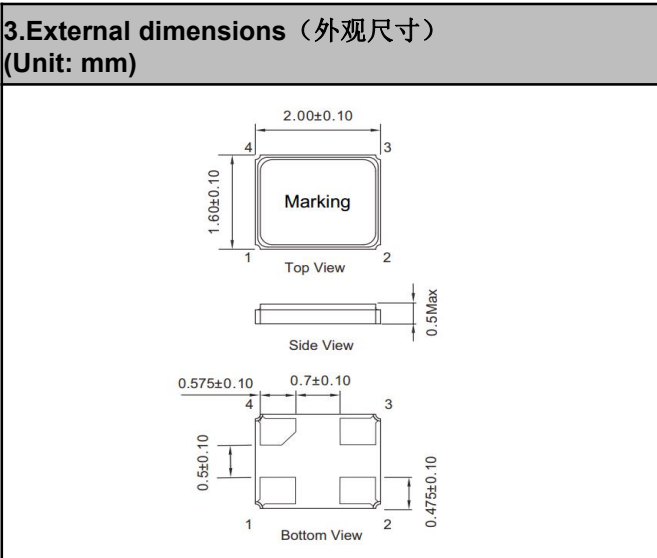 3.External dimensions（外观尺寸）
(Unit: mm)
2.00±0.10
4
3
1.60±0.10
Marking
1
2
Top View
0.5Max
Side View
0.575±0.10
0.7±0.10
4
3
0.5±0.10
0.475±0.10
1
2
Bottom View